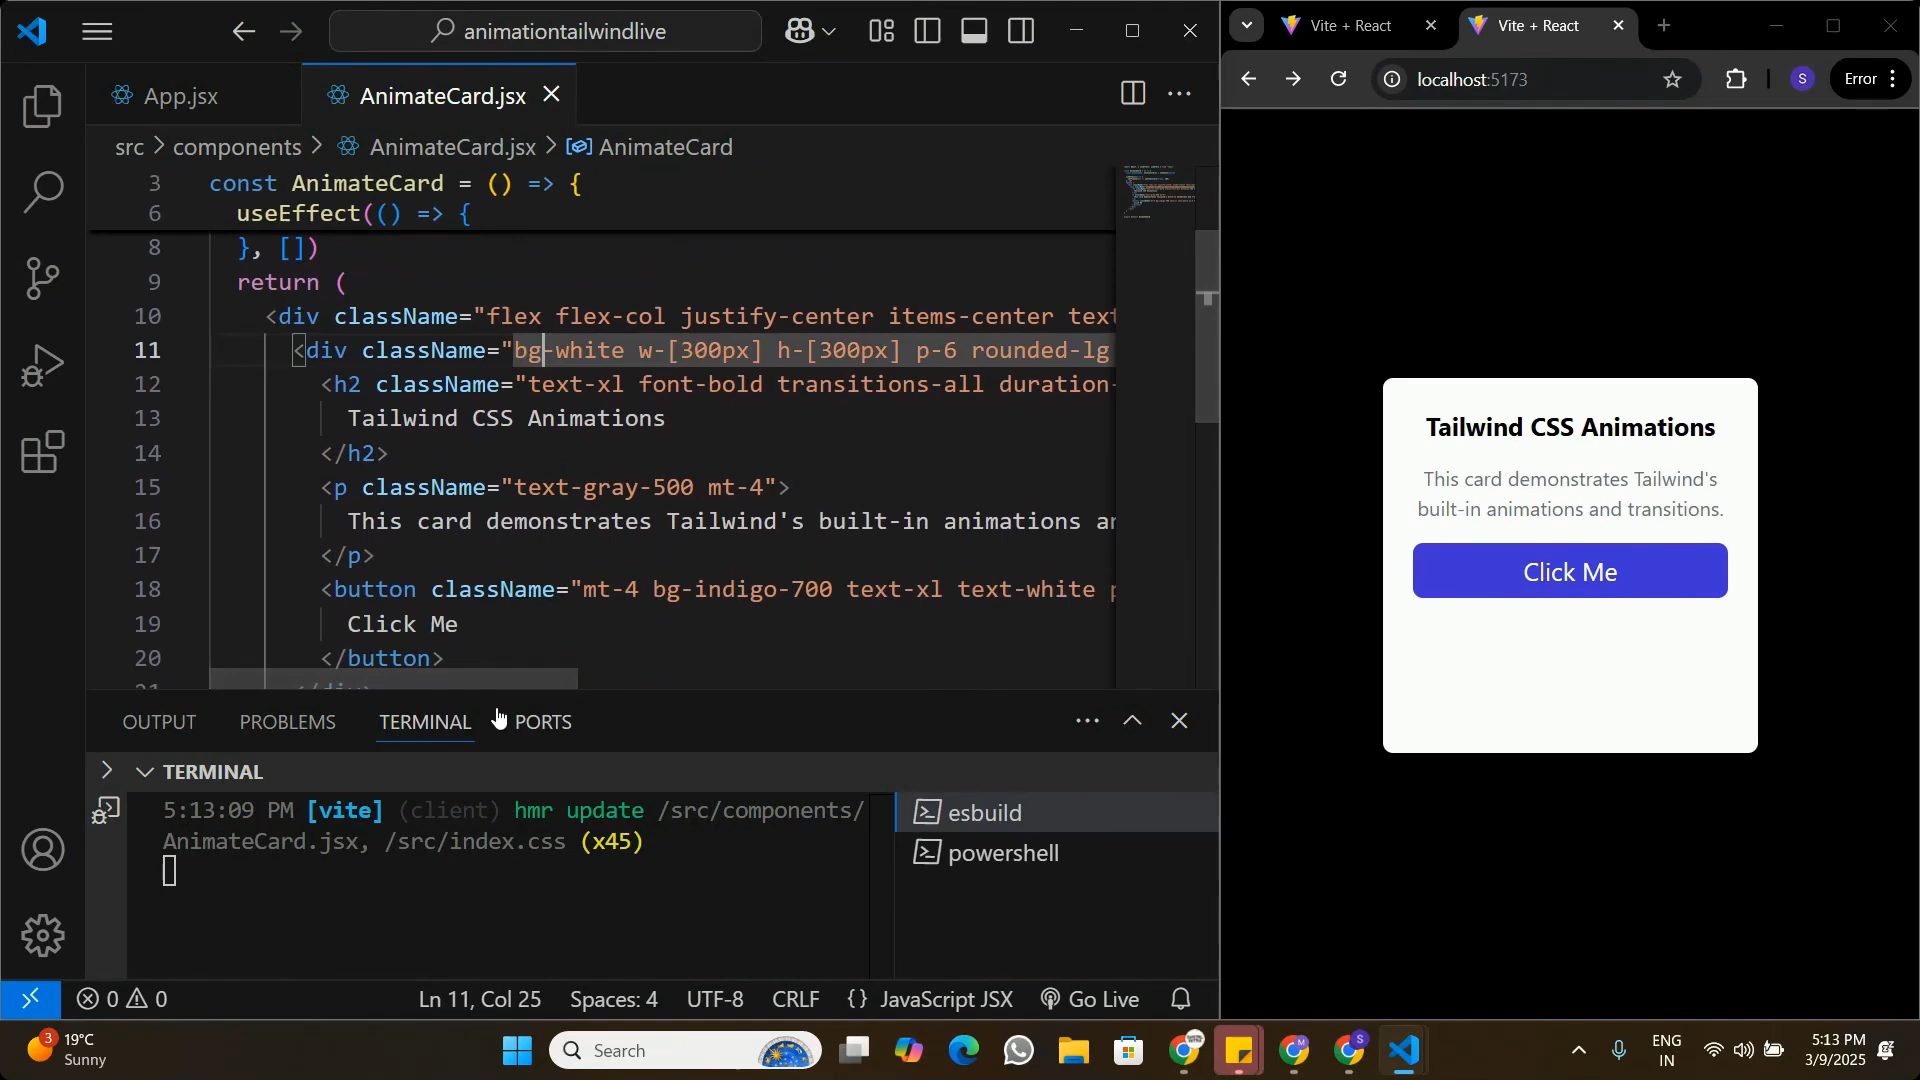 animationtailwindlive
App.jsx
AnimateCard.jsx
src > components > AnimateCard.jsx > AnimateCard
3 const AnimateCard = () => {
6 useEffect(() => {
8 }, [])
9 return (
10 <div className="flex flex-col justify-center items-center text
11 <div className="bg-white w-[300px] h-[300px] p-6 rounded-lg
12 <h2 className="text-xl font-bold transitions-all duration-
13 Tailwind CSS Animations
14 </h2>
15 <p className="text-gray-500 mt-4">
16 This card demonstrates Tailwind's built-in animations an
17 </p>
18 <button className="mt-4 bg-indigo-700 text-xl text-white p
19 Click Me
20 </button>
21 </div>
OUTPUT PROBLEMS TERMINAL PORTS
TERMINAL
5:13:09 PM [vite] (client) hmr update /src/components/
AnimateCard.jsx, /src/index.css (x45)
esbuild
powershell
0 0 Ln 11, Col 25 Spaces: 4 UTF-8 CRLF {} JavaScript JSX Go Live
Vite + React
Vite + React
localhost:5173
S
Error
Tailwind CSS Animations
This card demonstrates Tailwind's
built-in animations and transitions.
Click Me
3
19°C
Sunny
Search
ENG
IN
5:13 PM
3/9/2025